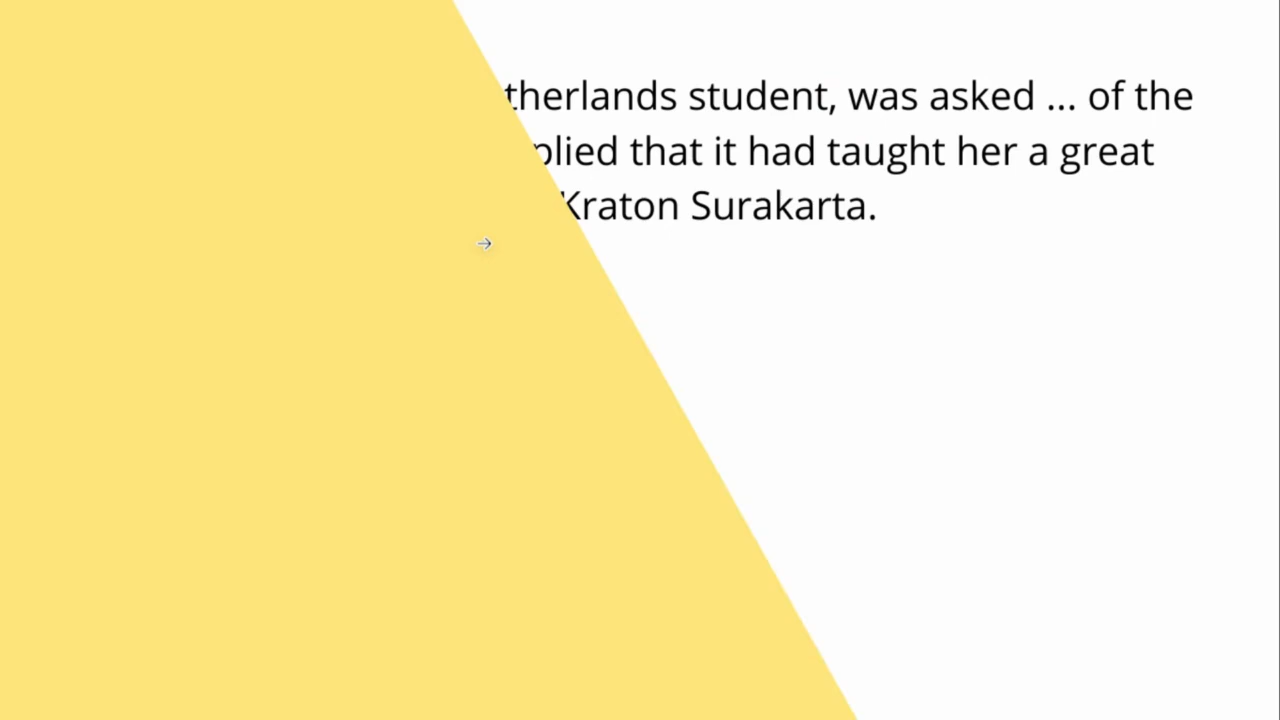 therlands student, was asked ... of the
plied that it had taught her a great
Kraton Surakarta.